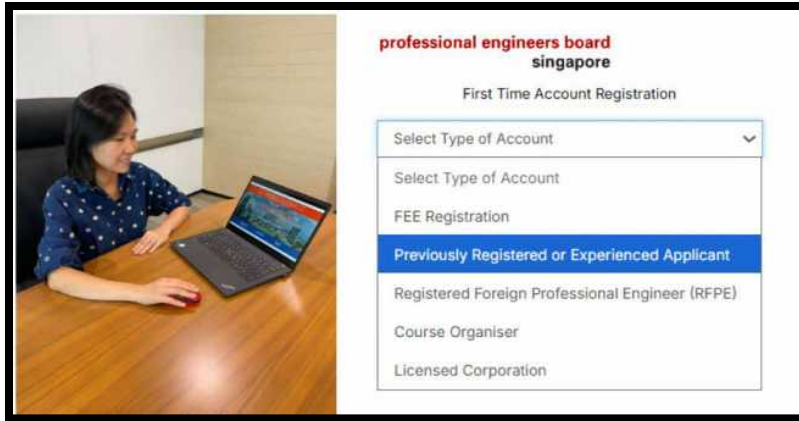 professional engineers board
singapore
First Time Account Registration
Select Type of Account
Select Type of Account
FEE Registration
Previously Registered or Experienced Applicant
Registered Foreign Professional Engineer (RFPE)
Course Organiser
Licensed Corporation